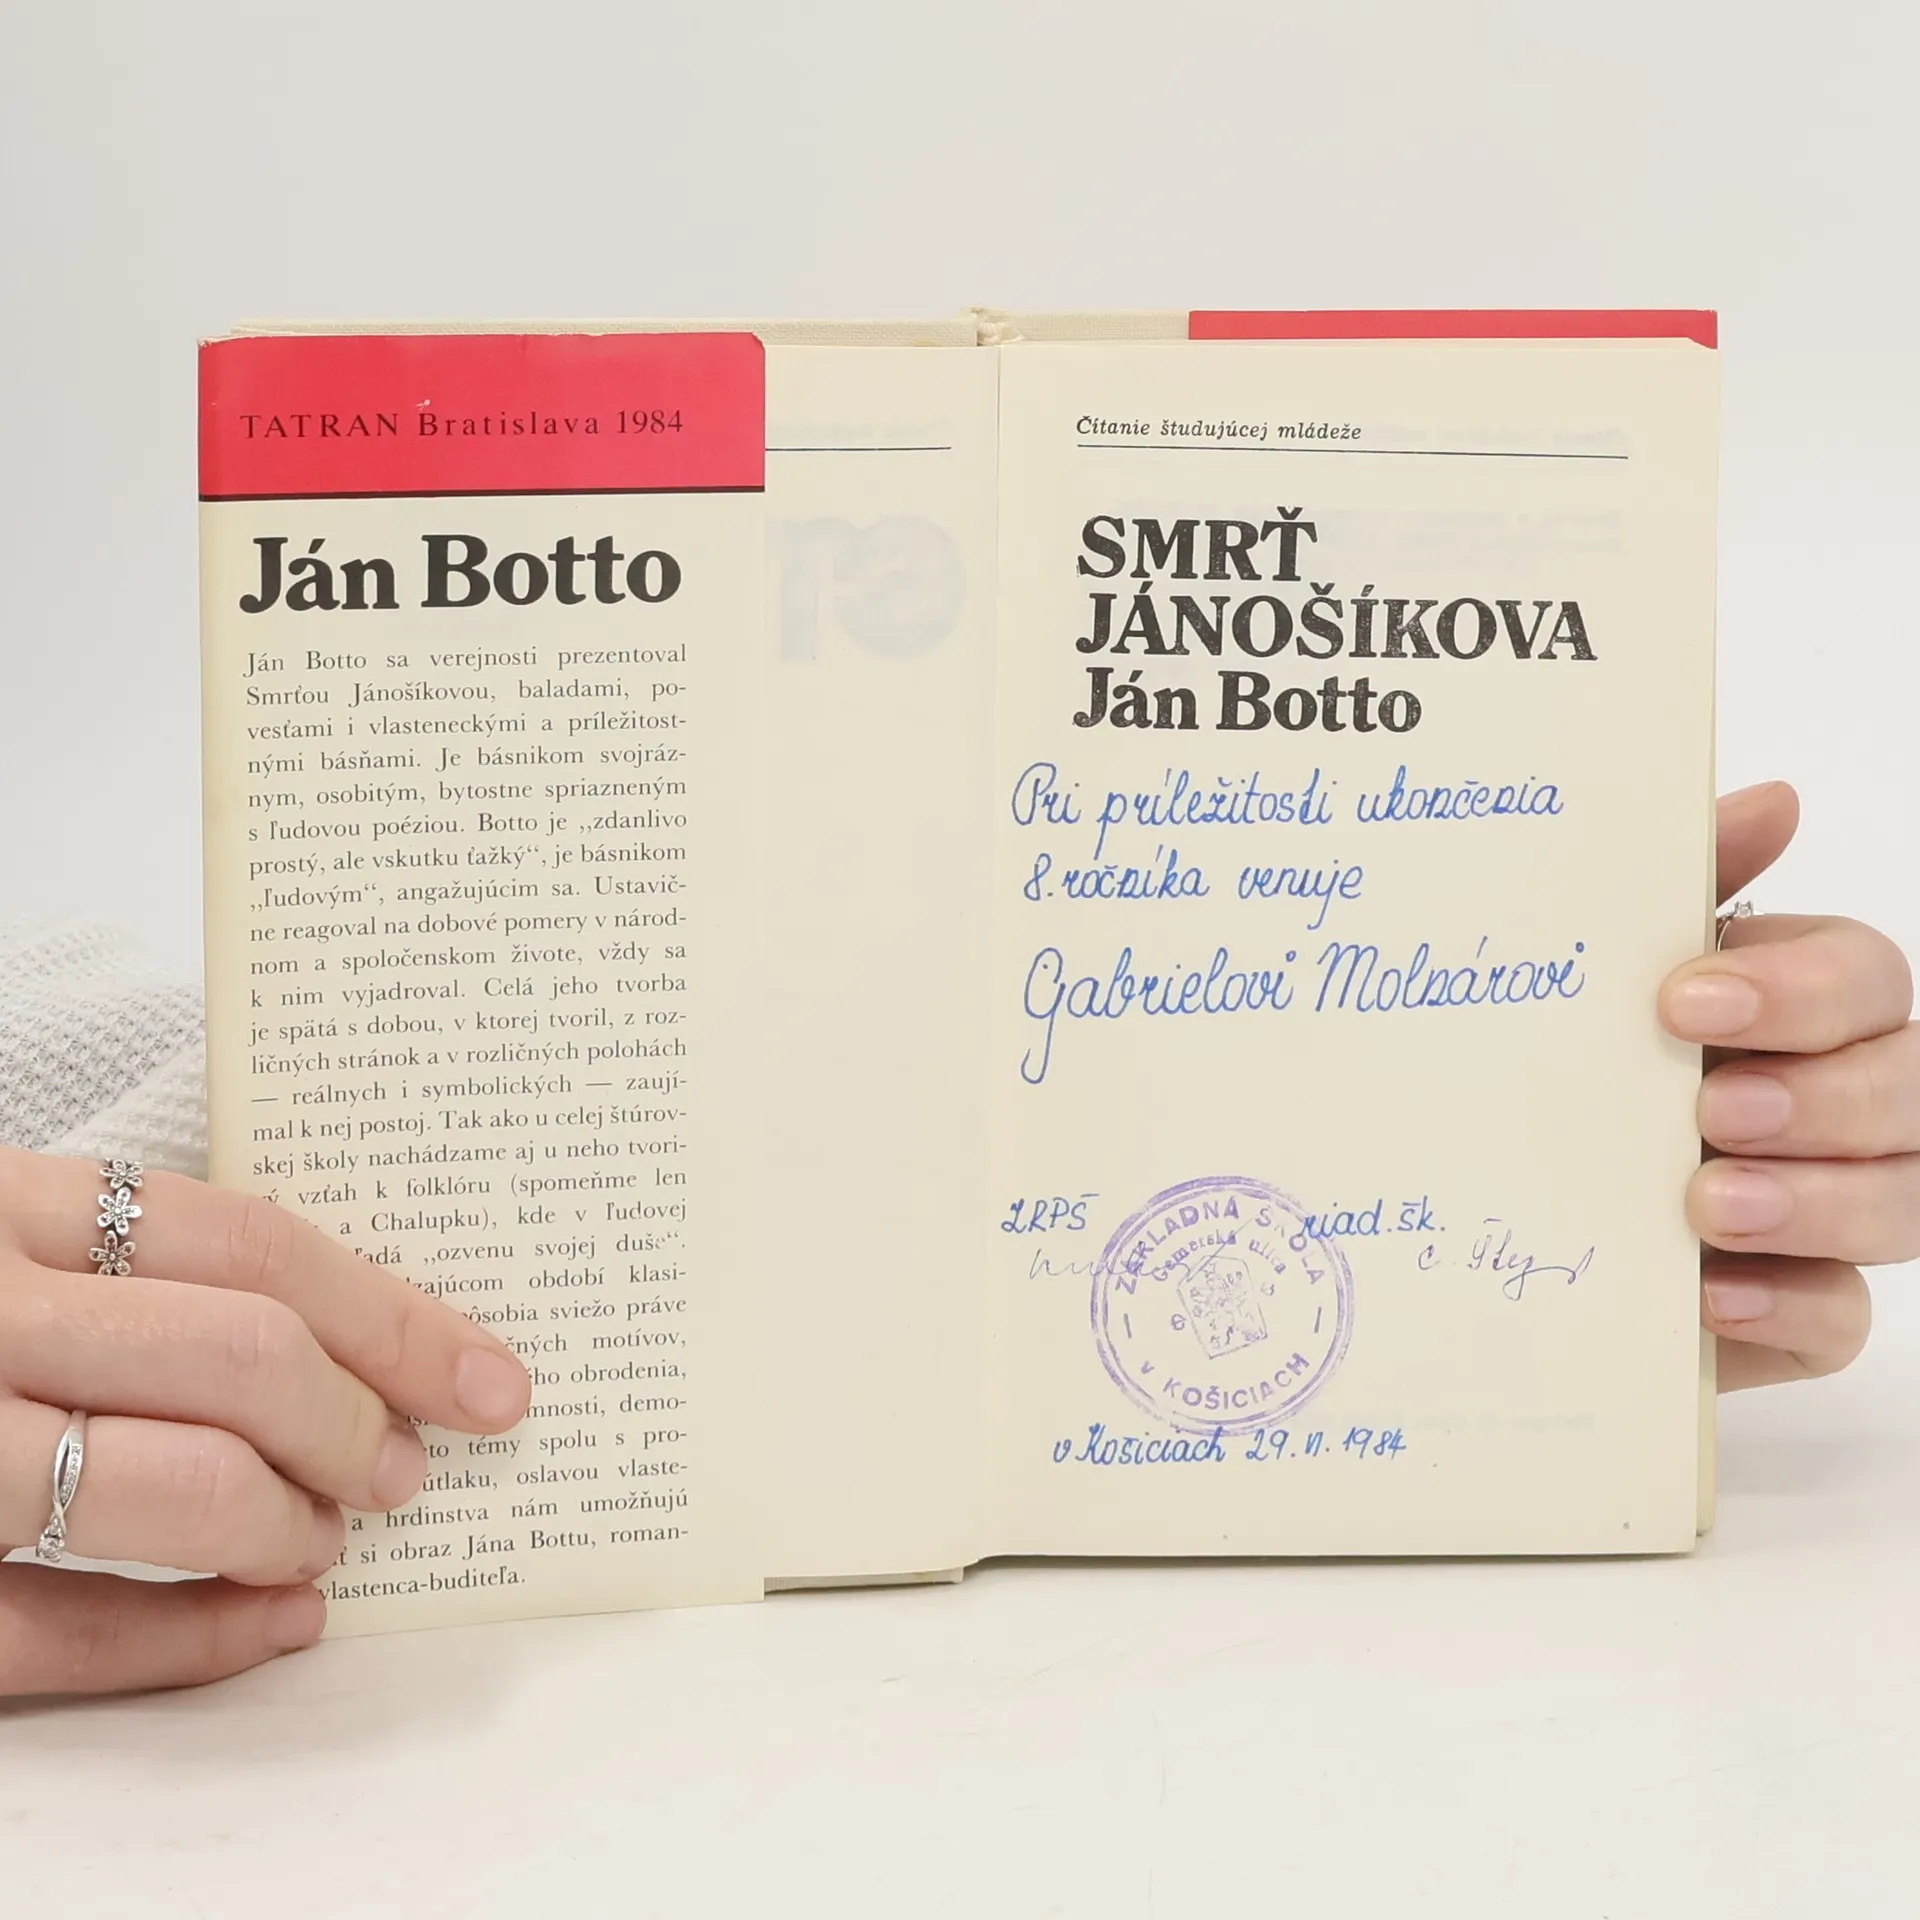 TATRAN Bratislava 1984
Ján Botto
Ján Botto sa verejnosti prezentoval
Smrťou Jánošíkovou, baladami, po-
vesťami i vlasteneckými a príležitost-
nými básňami. Je básnikom svojráz-
nym, osobitým, bytostne spriazneným
s ľudovou poéziou. Botto je „zdanlivo
prostý, ale vskutku ťažký“, je básnikom
„ľudovým“, angažujúcim sa. Ustavič-
ne reagoval na dobové pomery v národ-
nom a spoločenskom živote, vždy sa
k nim vyjadroval. Celá jeho tvorba
je spätá s dobou, v ktorej tvoril, z roz-
ličných stránok a v rozličných polohách
— reálnych i symbolických — zaují-
mal k nej postoj. Tak ako u celej štúrov-
skej školy nachádzame aj u neho tvori-
vý vzťah k folklóru (spomeňme len
a Chalupku), kde v ľudovej
„ozvenu svojej duše“.
období klasi-
sviežo práve
motívov,
obrodenia,
demo-
témy spolu s pro-
útlaku, oslavou vlaste-
a hrdinstva nám umožňujú
si obraz Jána Bottu, roman-
vlastenca-buditeľa.
Čítanie študujúcej mládeže
SMRŤ
JÁNOŠÍKOVA
Ján Botto
Pri príležitosti ukončenia
8. ročníka venuje
Gabrielovi Molnárovi
ZRPŠ
riad. šk.
ZÁKLADNÁ ŠKOLA
Gemerská ulica
v KOŠICIACH
v Košiciach 29. VI. 1984